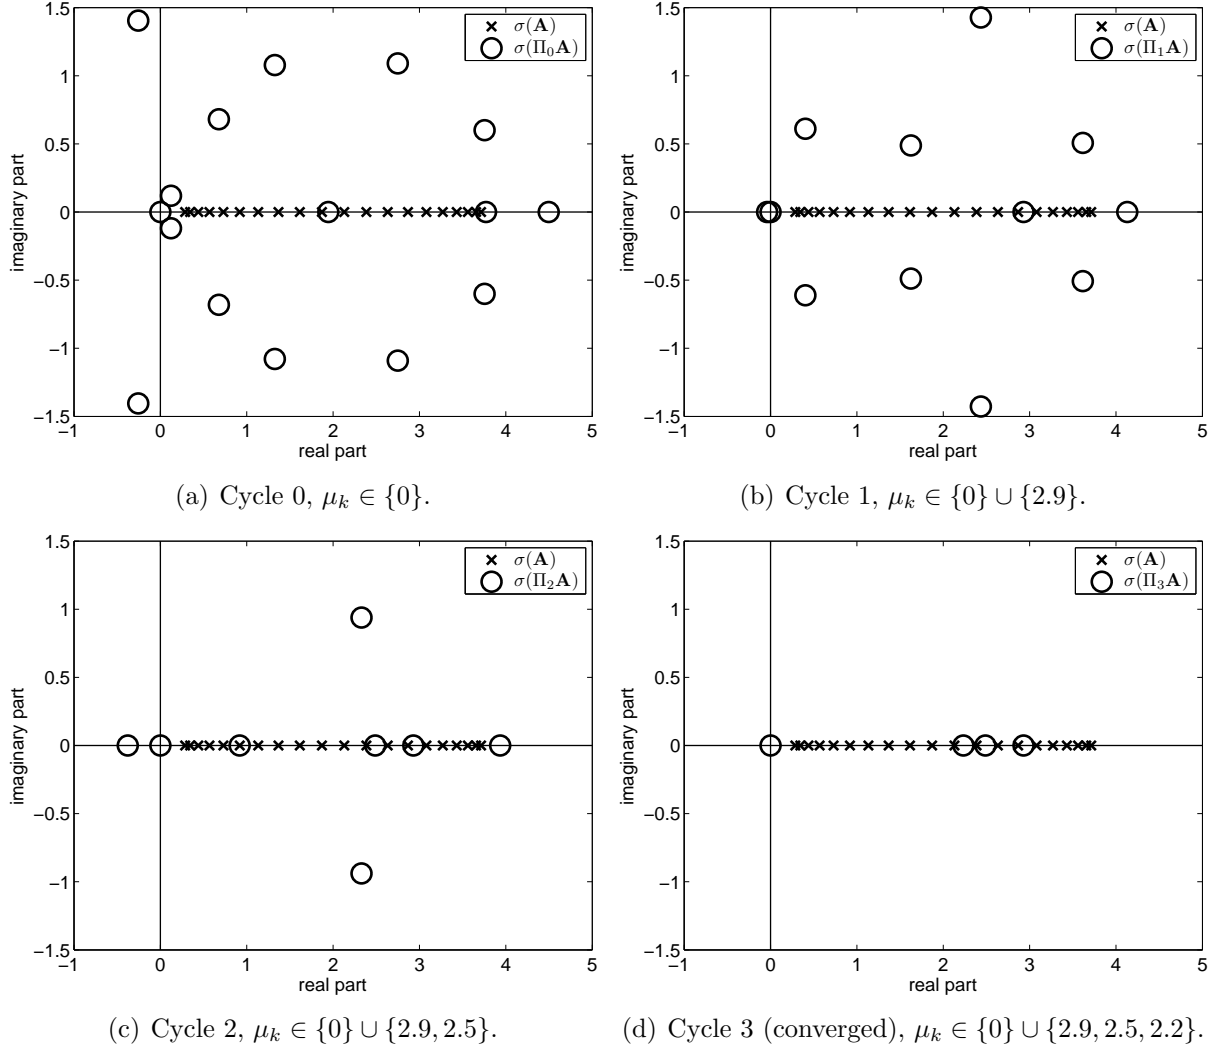 1.5
1
0.5
0
−0.5
−1
−1.5
imaginary part
−1 0 1 2 3 4 5
real part
σ(A)
σ(Π₀A)
(a) Cycle 0, μₖ ∈ {0}.
1.5
1
0.5
0
−0.5
−1
−1.5
imaginary part
−1 0 1 2 3 4 5
real part
σ(A)
σ(Π₁A)
(b) Cycle 1, μₖ ∈ {0} ∪ {2.9}.
1.5
1
0.5
0
−0.5
−1
−1.5
imaginary part
−1 0 1 2 3 4 5
real part
σ(A)
σ(Π₂A)
(c) Cycle 2, μₖ ∈ {0} ∪ {2.9, 2.5}.
1.5
1
0.5
0
−0.5
−1
−1.5
imaginary part
−1 0 1 2 3 4 5
real part
σ(A)
σ(Π₃A)
(d) Cycle 3 (converged), μₖ ∈ {0} ∪ {2.9, 2.5, 2.2}.